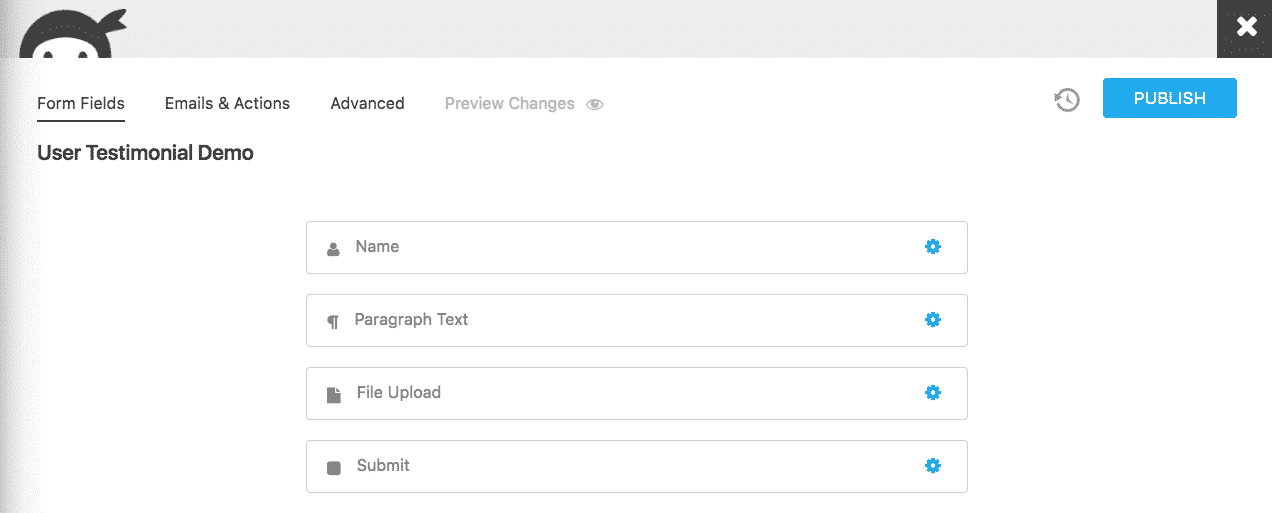 Form Fields Emails & Actions Advanced Preview Changes PUBLISH
User Testimonial Demo
Name
Paragraph Text
File Upload
Submit